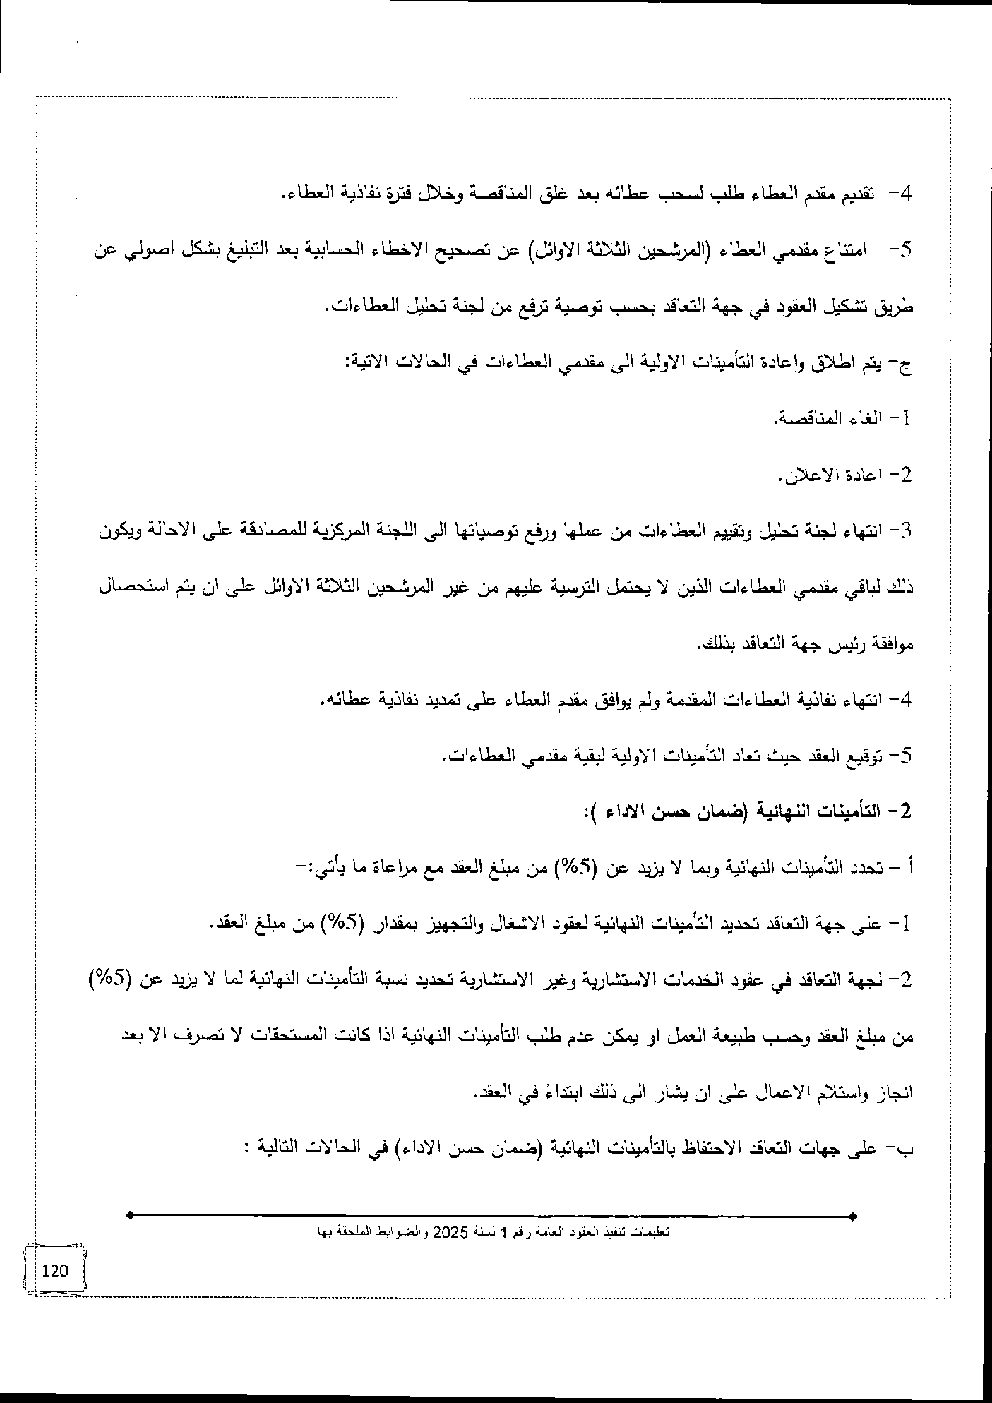 4- تقديم مقدم العطاء طلب لسحب عطائه بعد غلق المناقصة وخلال فترة نفاذية العطاء.
5- امتناع مقدمي العطاء (المرشحين الثلاثة الاوائل) عن تصحيح الاخطاء الحسابية بعد التبليغ بشكل اصولي عن
طريق تشكيل العقود في جهة التعاقد بحسب توصية ترفع من لجنة تحليل العطاءات.
ج- يتم اطلاق واعادة التأمينات الاولية الى مقدمي العطاءات في الحالات الاتية:
1- الغاء المناقصة.
2- اعادة الاعلان.
3- انتهاء لجنة تحليل وتقييم العطاءات من عملها ورفع توصياتها الى اللجنة المركزية للمصادقة على الاحالة ويكون
ذلك لباقي مقدمي العطاءات الذين لا يحتمل الترسية عليهم من غير المرشحين الثلاثة الاوائل على ان يتم استحصال
موافقة رئيس جهة التعاقد بذلك.
4- انتهاء نفاذية العطاءات المقدمة ولم يوافق مقدم العطاء على تمديد نفاذية عطائه.
5- توقيع العقد حيث تعاد التأمينات الاولية لبقية مقدمي العطاءات.
2- التأمينات النهائية (ضمان حسن الاداء ):
أ – تحدد التأمينات النهائية وبما لا يزيد عن (5%) من مبلغ العقد مع مراعاة ما يأتي:-
1- على جهة التعاقد تحديد التأمينات النهائية لعقود الاشغال والتجهيز بمقدار (5%) من مبلغ العقد.
2- لجهة التعاقد في عقود الخدمات الاستشارية وغير الاستشارية تحديد نسبة التأمينات النهائية لما لا يزيد عن (5%)
من مبلغ العقد وحسب طبيعة العمل او يمكن عدم طلب التأمينات النهائية اذا كانت المستحقات لا تصرف الا بعد
انجاز واستلام الاعمال على ان يشار الى ذلك ابتداءً في العقد.
ب- على جهات التعاقد الاحتفاظ بالتأمينات النهائية (ضمان حسن الاداء) في الحالات التالية :
تعليمات تنفيذ العقود العامة رقم 1 لسنة 2025 والضوابط الملحقة بها
120